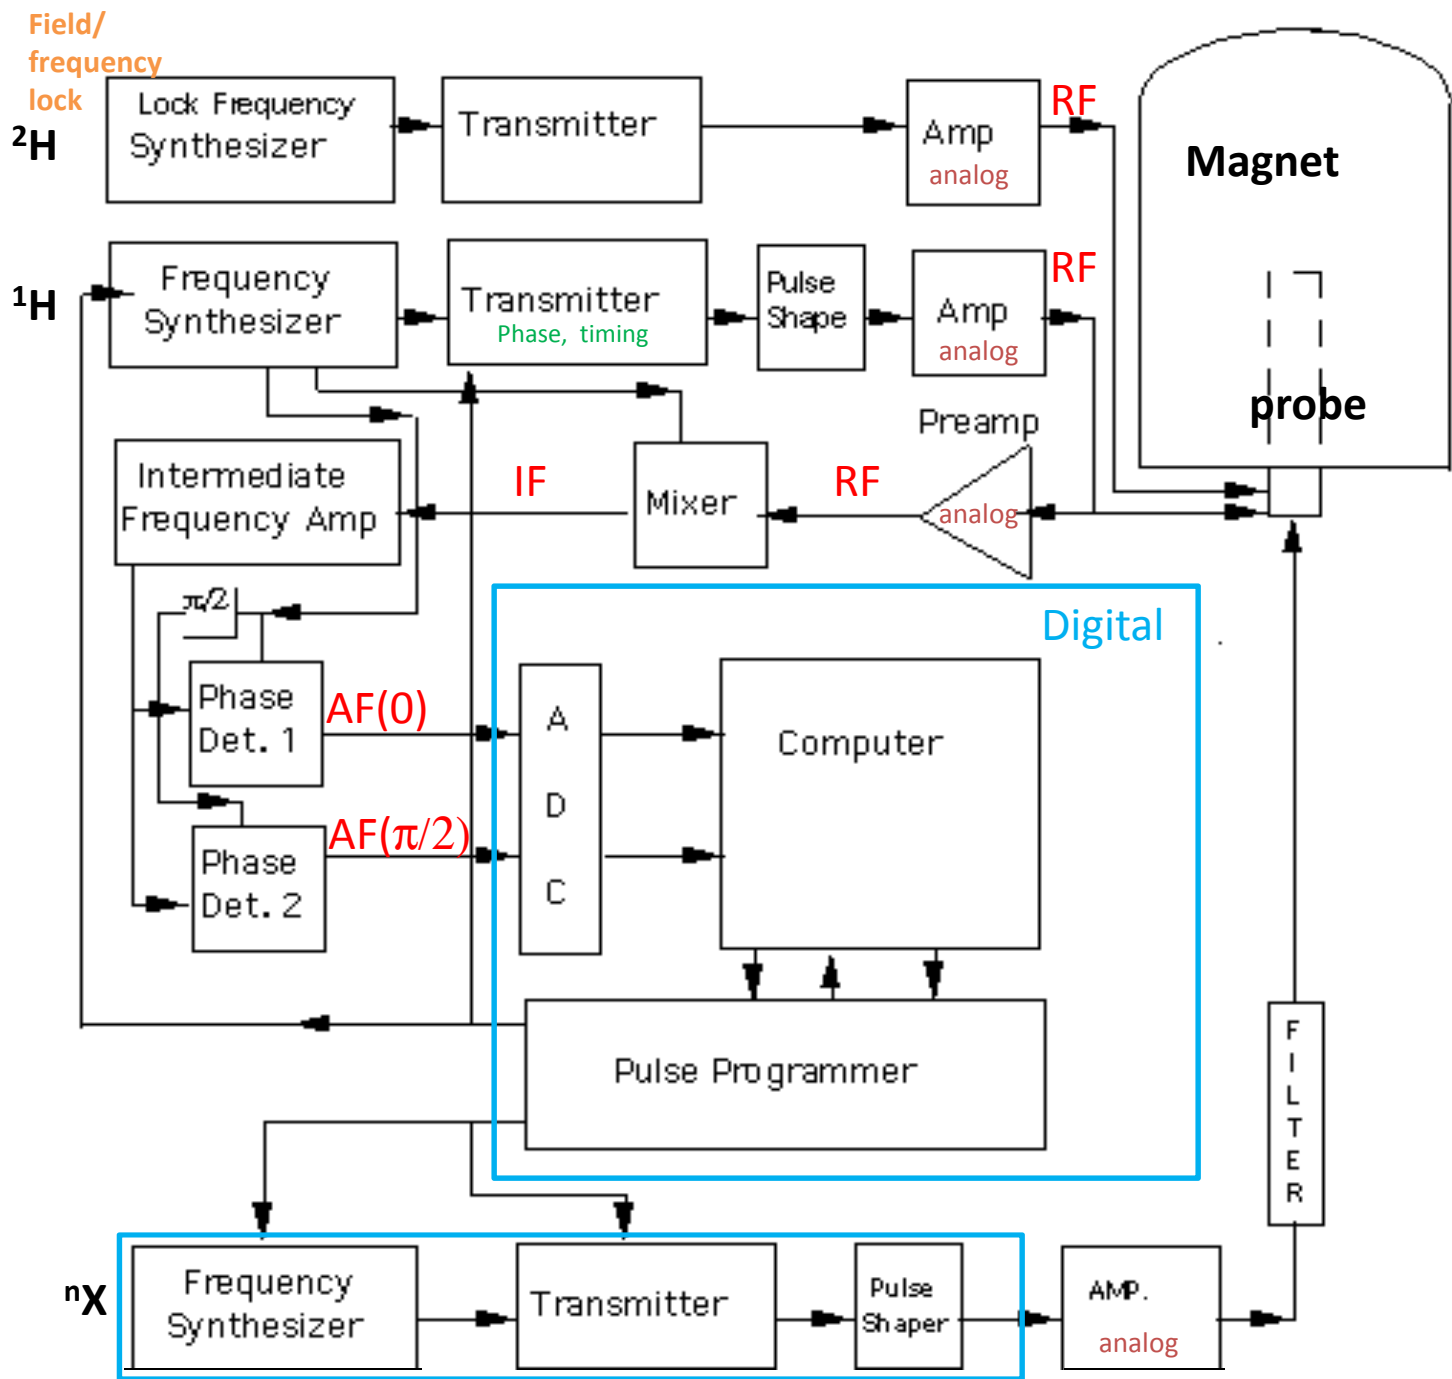 Field/
frequency
lock
²H
Lock Frequency
Synthesizer
Transmitter
Amp
analog
RF
Magnet
probe
¹H
Frequency
Synthesizer
Transmitter
Phase, timing
Pulse
Shape
Amp
analog
RF
Preamp
analog
RF
Mixer
IF
Intermediate
Frequency Amp
π/2
Phase
Det. 1
AF(0)
Phase
Det. 2
AF(π/2)
Digital
A
D
C
Computer
Pulse Programmer
F
I
L
T
E
R
ⁿX
Frequency
Synthesizer
Transmitter
Pulse
Shaper
AMP.
analog